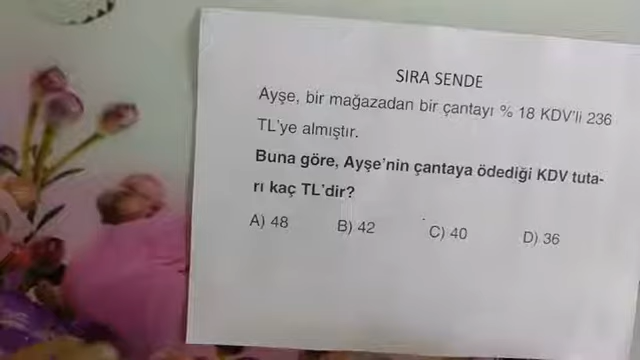 SIRA SENDE
Ayşe, bir mağazadan bir çantayı % 18 KDV'li 236
TL'ye almıştır.
Buna göre, Ayşe'nin çantaya ödediği KDV tuta-
rı kaç TL'dir?
A) 48 B) 42 C) 40 D) 36